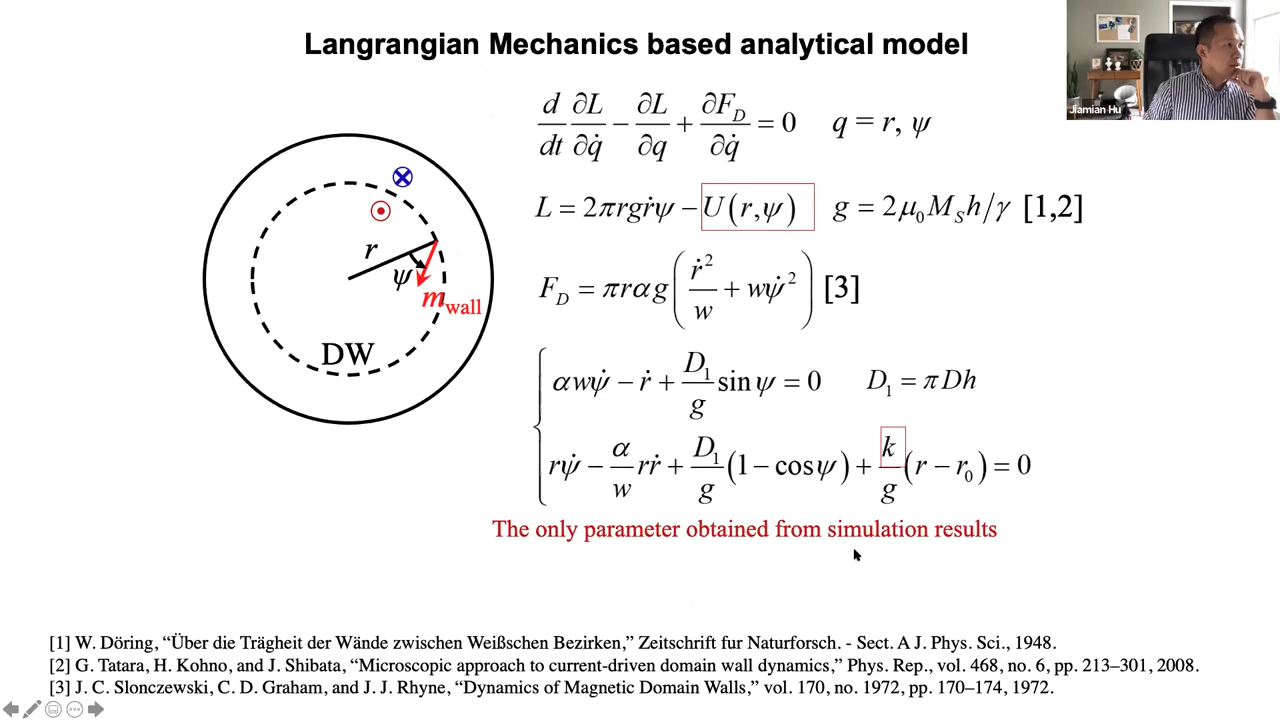 Langrangian Mechanics based analytical model
Jiamian Hu
d/dt ∂L/∂q̇ − ∂L/∂q + ∂F_D/∂q̇ = 0 q = r, ψ
L = 2πrgṙψ − U(r,ψ) g = 2μ₀M_S h/γ [1,2]
F_D = πrαg(ṙ²/w + wψ̇²) [3]
r
ψ
m_wall
DW
αwψ̇ − ṙ + D₁/g sinψ = 0 D₁ = πDh
rψ̇ − α/w rṙ + D₁/g (1 − cosψ) + k/g (r − r₀) = 0
The only parameter obtained from simulation results
[1] W. Döring, “Über die Trägheit der Wände zwischen Weißschen Bezirken,” Zeitschrift fur Naturforsch. - Sect. A J. Phys. Sci., 1948.
[2] G. Tatara, H. Kohno, and J. Shibata, “Microscopic approach to current-driven domain wall dynamics,” Phys. Rep., vol. 468, no. 6, pp. 213–301, 2008.
[3] J. C. Slonczewski, C. D. Graham, and J. J. Rhyne, “Dynamics of Magnetic Domain Walls,” vol. 170, no. 1972, pp. 170–174, 1972.